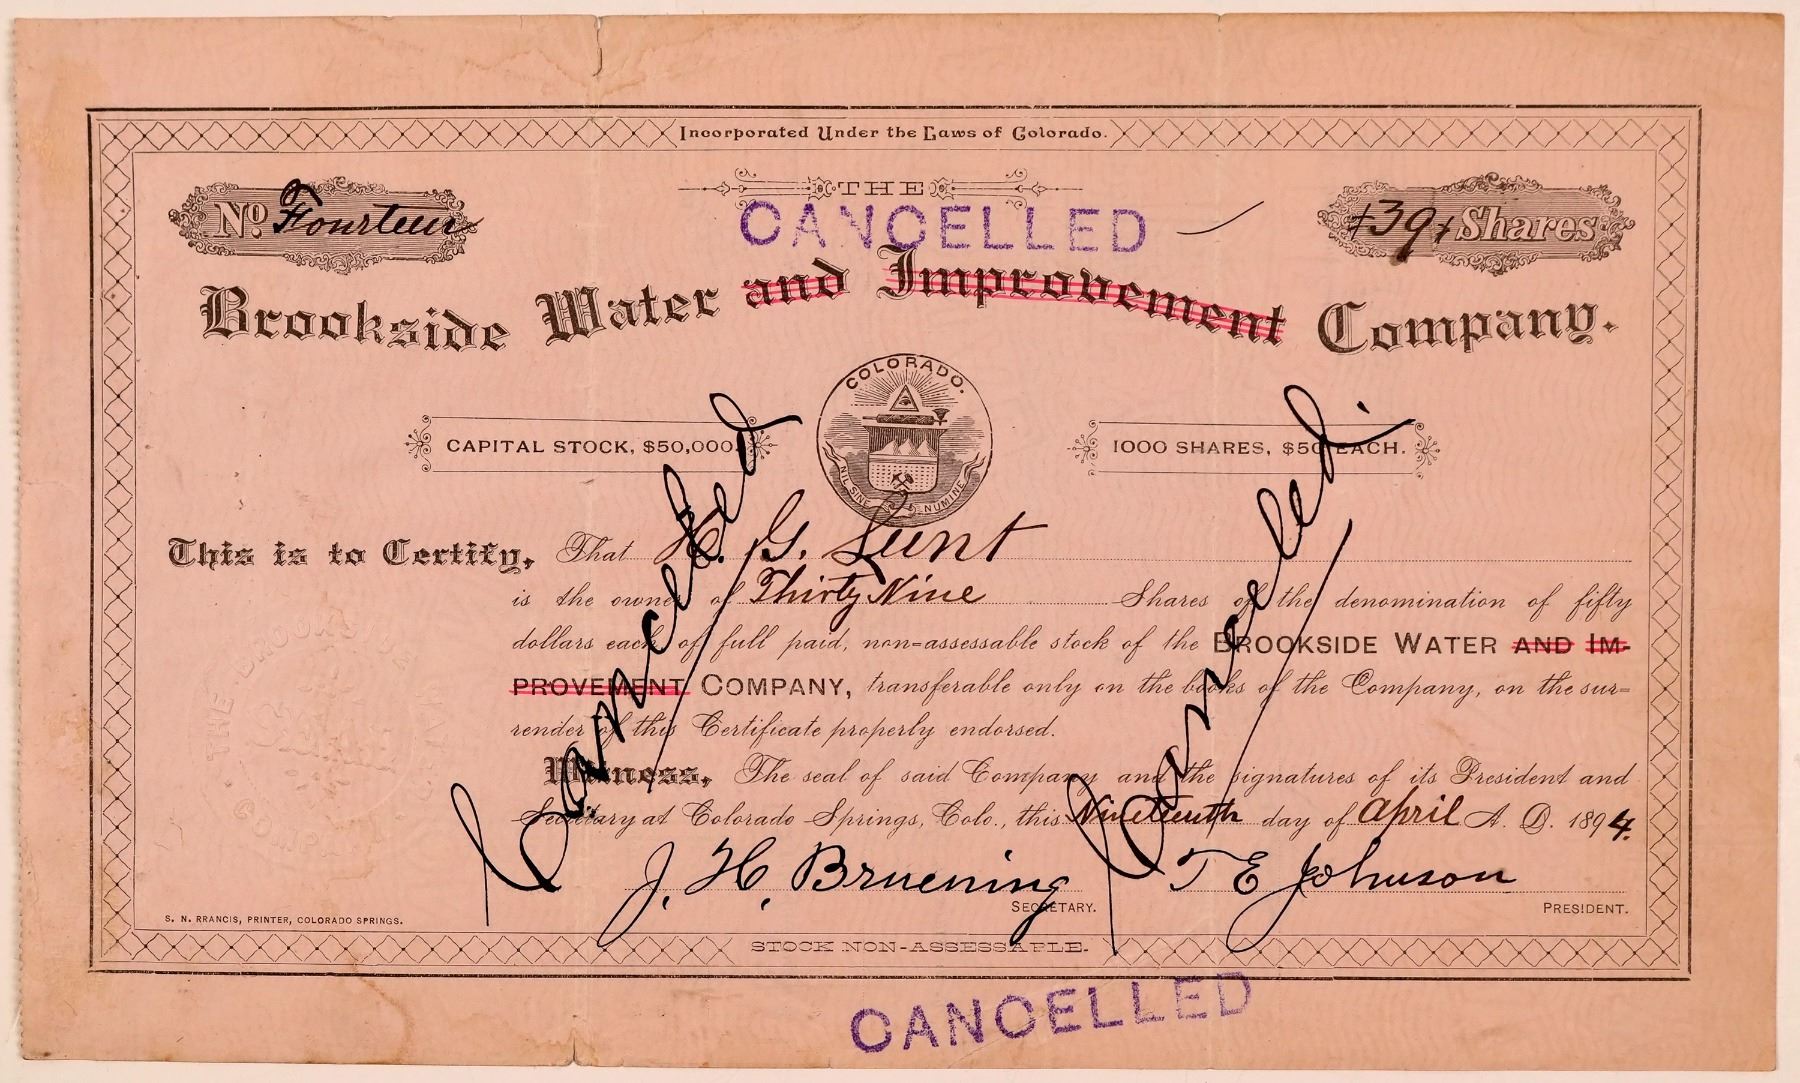 Incorporated Under the Laws of Colorado.
THE
CANCELLED
No. Fourteen
39 Shares
Brookside Water and Improvement Company.
COLORADO.
NIL SINE NUMINE
CAPITAL STOCK, $50,000.
1000 SHARES, $50 EACH.
Cancelled
Cancelled.
This is to Certify, That H. G. Lunt
is the owner of Thirty Nine Shares of the denomination of fifty
dollars each of full paid, non=assessable stock of the BROOKSIDE WATER AND IM-
PROVEMENT COMPANY, transferable only on the books of the Company, on the sur=
render of this Certificate properly endorsed.
Witness, The seal of said Company and the signatures of its President and
Secretary at Colorado Springs, Colo., this Nineteenth day of April A. D. 1894.
J. H. Bruening
T E Johnson
SECRETARY.
PRESIDENT.
THE BROOKSIDE WATER
COMPANY
S. N. RRANCIS, PRINTER, COLORADO SPRINGS.
STOCK NON-ASSESSABLE.
CANCELLED